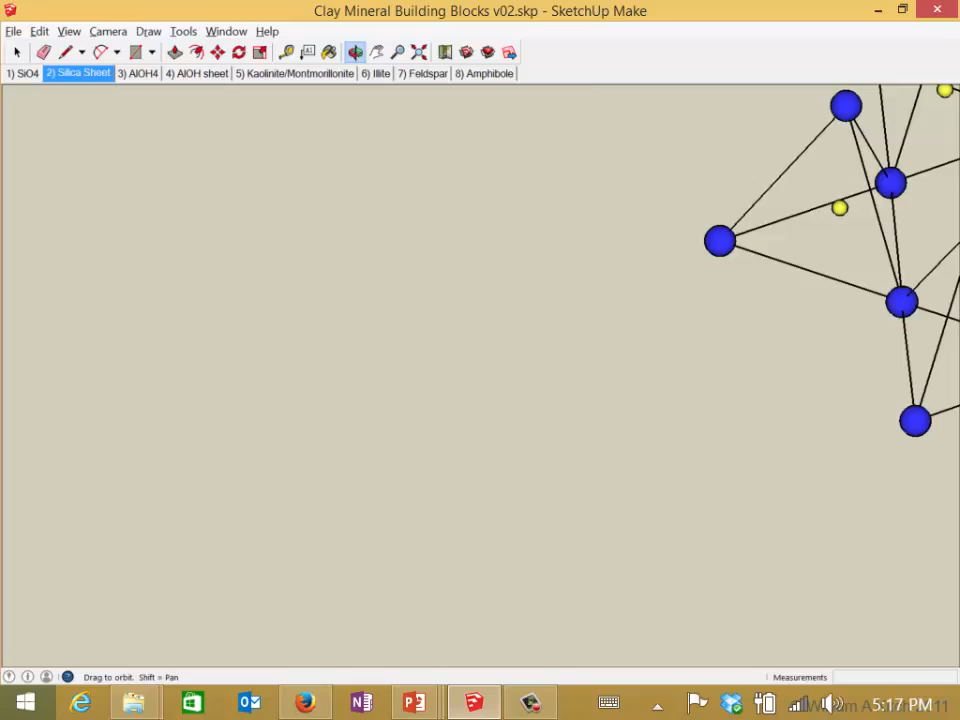 Clay Mineral Building Blocks v02.skp - SketchUp Make
File Edit View Camera Draw Tools Window Help
1) SiO4 2) Silica Sheet 3) AlOH4 4) AlOH sheet 5) Kaolinite/Montmorillonite 6) Illite 7) Feldspar 8) Amphibole
Drag to orbit. Shift = Pan Measurements
5:17 PM